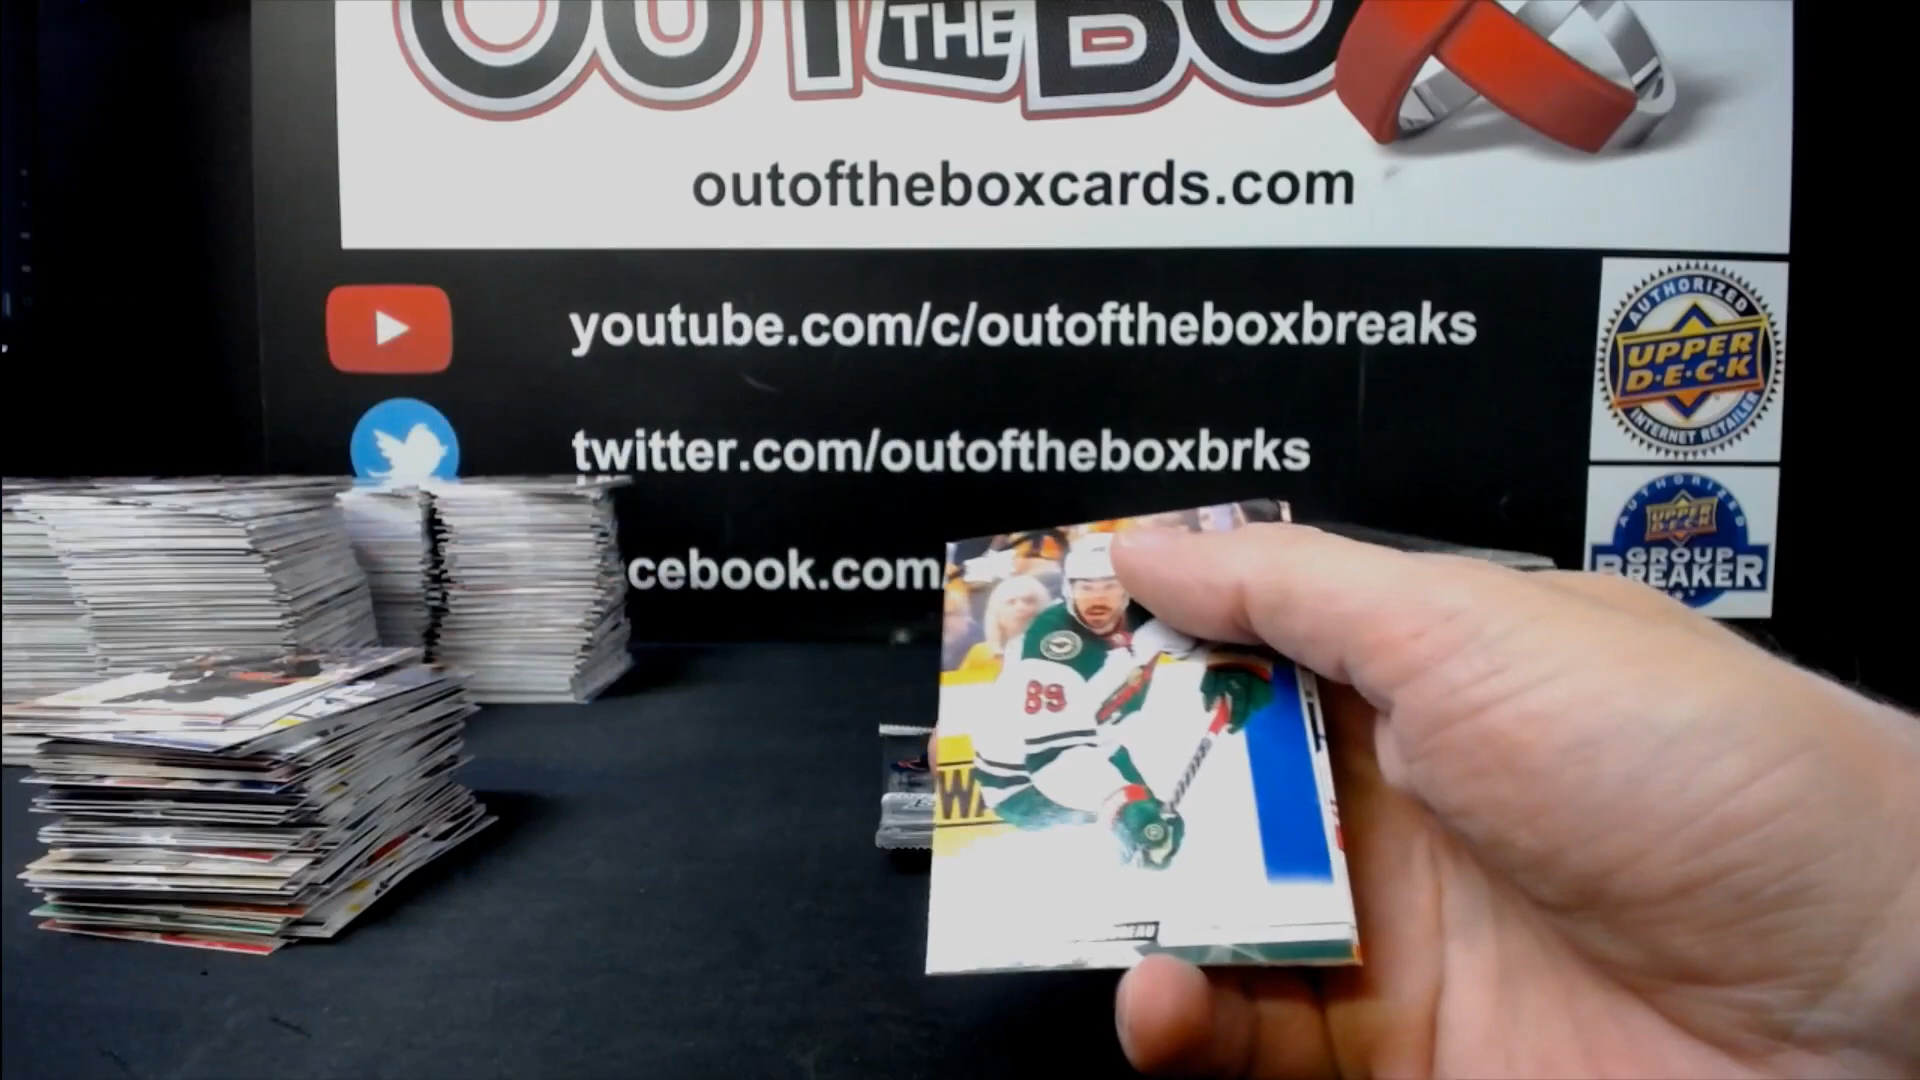 OUT THE BO
outoftheboxcards.com
youtube.com/c/outoftheboxbreaks
twitter.com/outoftheboxbrks
cebook.com
AUTHORIZED
UPPER
D·E·C·K
INTERNET RETAILER
AUTHORIZED
UPPER
DECK
GROUP
BREAKER
89
W